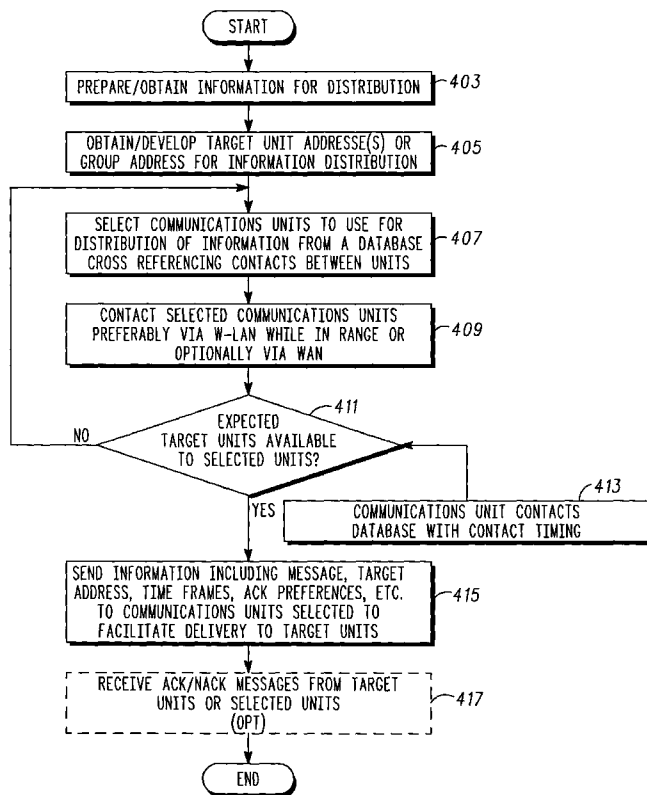 START
PREPARE/OBTAIN INFORMATION FOR DISTRIBUTION
403
OBTAIN/DEVELOP TARGET UNIT ADDRESSE(S) OR
GROUP ADDRESS FOR INFORMATION DISTRIBUTION
405
SELECT COMMUNICATIONS UNITS TO USE FOR
DISTRIBUTION OF INFORMATION FROM A DATABASE
CROSS REFERENCING CONTACTS BETWEEN UNITS
407
CONTACT SELECTED COMMUNICATIONS UNITS
PREFERABLY VIA W-LAN WHILE IN RANGE OR
OPTIONALLY VIA WAN
409
411
NO
EXPECTED
TARGET UNITS AVAILABLE
TO SELECTED UNITS?
YES
413
COMMUNICATIONS UNIT CONTACTS
DATABASE WITH CONTACT TIMING
SEND INFORMATION INCLUDING MESSAGE, TARGET
ADDRESS, TIME FRAMES, ACK PREFERENCES, ETC.
TO COMMUNICATIONS UNITS SELECTED TO
FACILITATE DELIVERY TO TARGET UNITS
415
RECEIVE ACK/NACK MESSAGES FROM TARGET
UNITS OR SELECTED UNITS
(OPT)
417
END